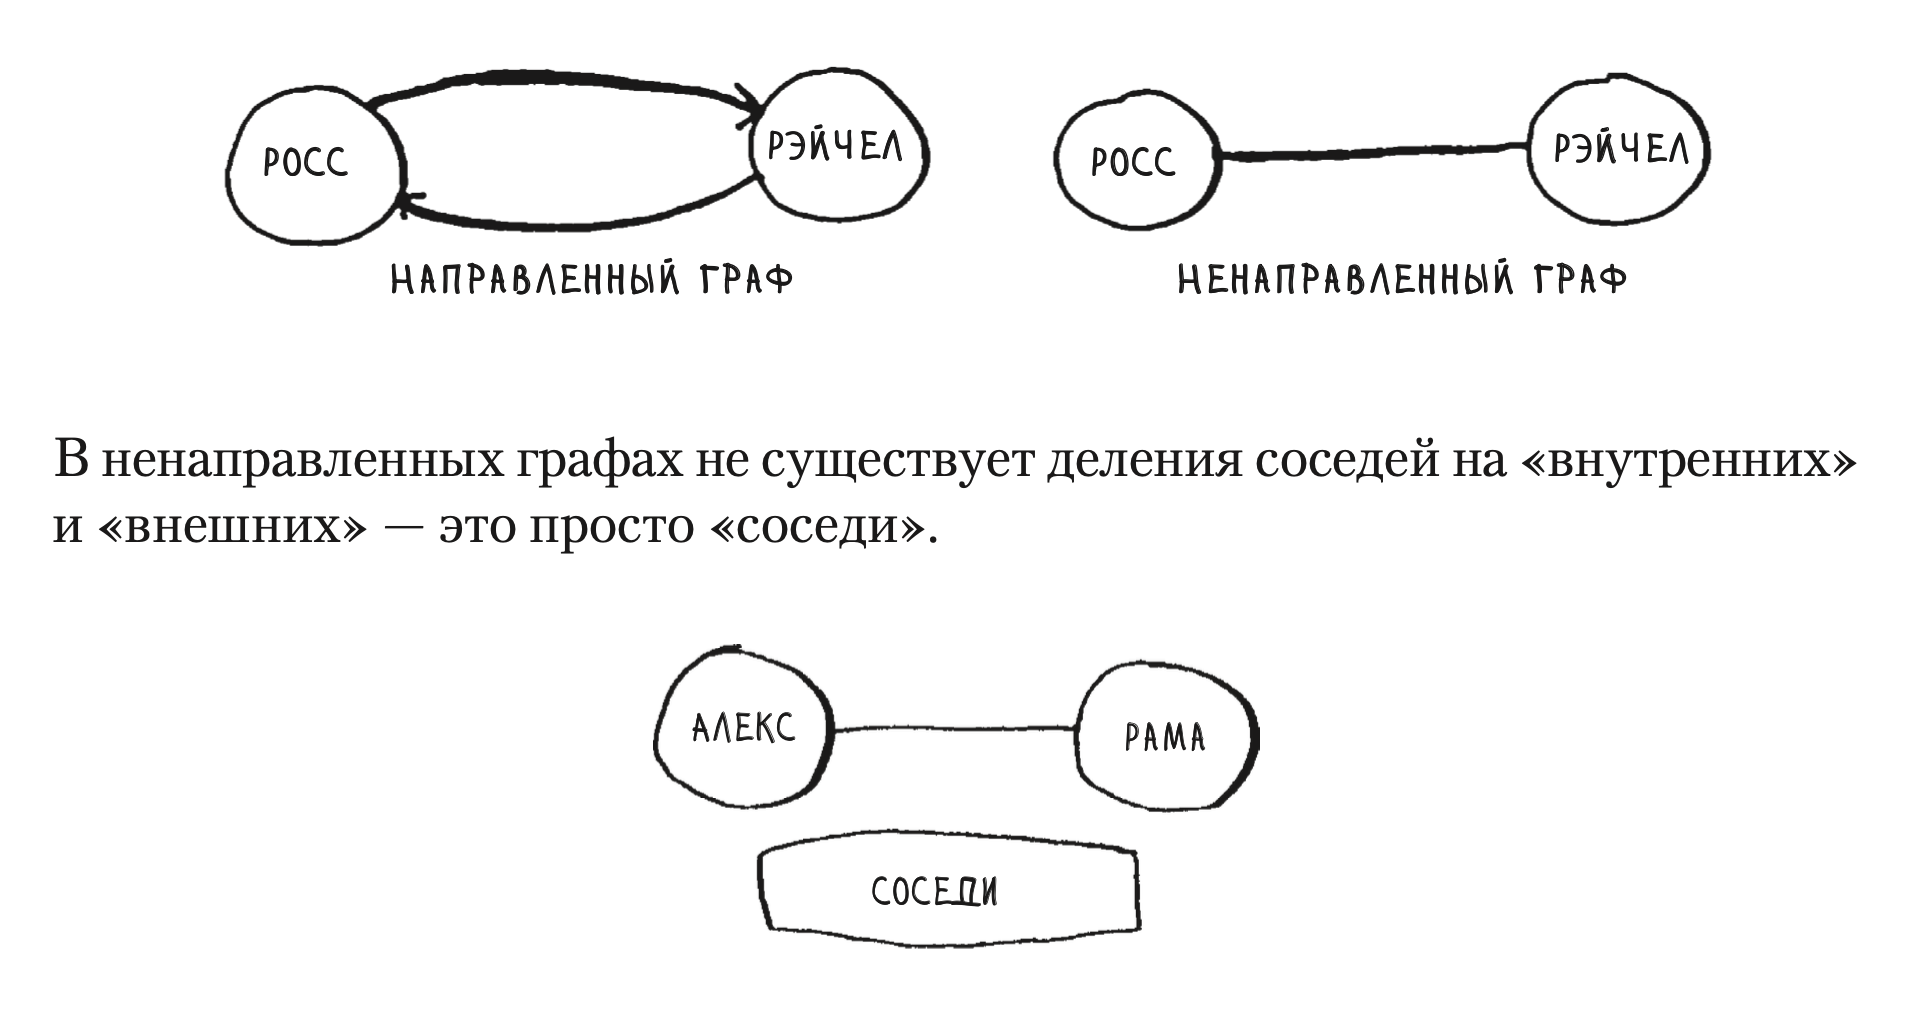 РОСС
РЭЙЧЕЛ
РОСС
РЭЙЧЕЛ
НАПРАВЛЕННЫЙ ГРАФ
НЕНАПРАВЛЕННЫЙ ГРАФ
В ненаправленных графах не существует деления соседей на «внутренних»
и «внешних» — это просто «соседи».
АЛЕКС
РАМА
СОСЕДИ